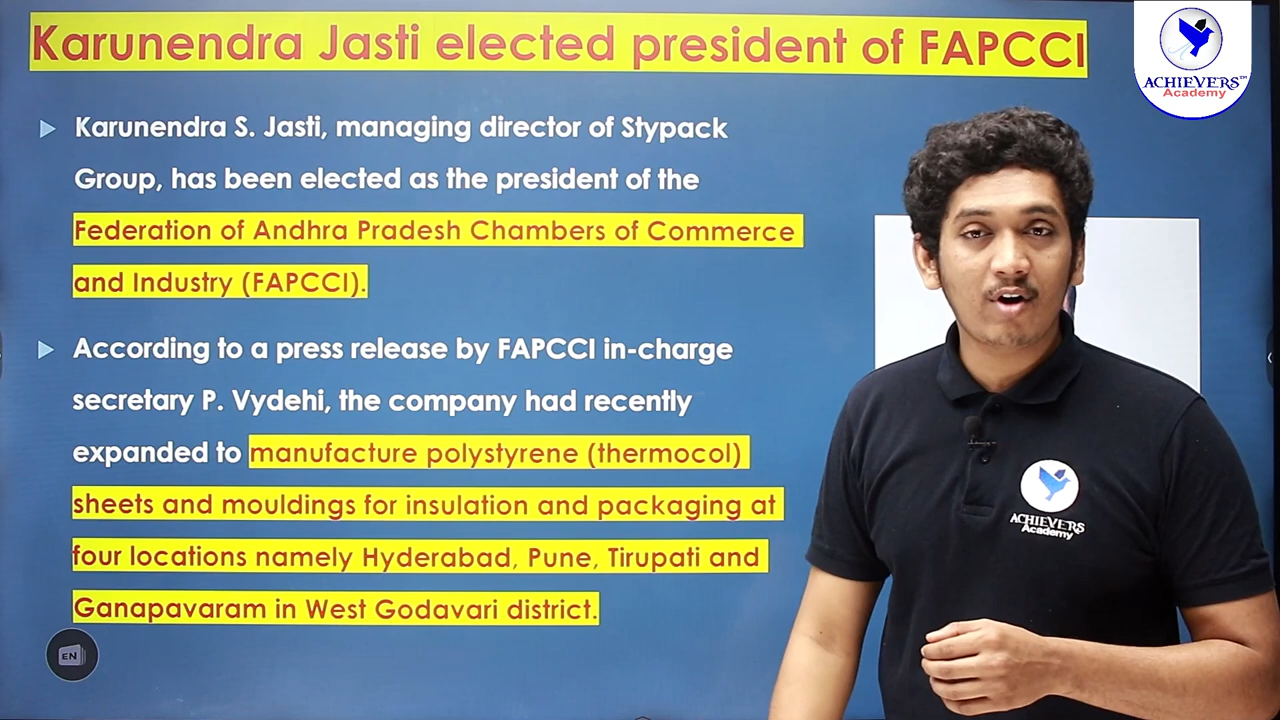 Karunendra Jasti elected president of FAPCCI
ACHIEVERS™
Academy
Karunendra S. Jasti, managing director of Stypack
Group, has been elected as the president of the
Federation of Andhra Pradesh Chambers of Commerce
and Industry (FAPCCI).
According to a press release by FAPCCI in-charge
secretary P. Vydehi, the company had recently
expanded to manufacture polystyrene (thermocol)
sheets and mouldings for insulation and packaging at
four locations namely Hyderabad, Pune, Tirupati and
Ganapavaram in West Godavari district.
ACHIEVERS
Academy
EN